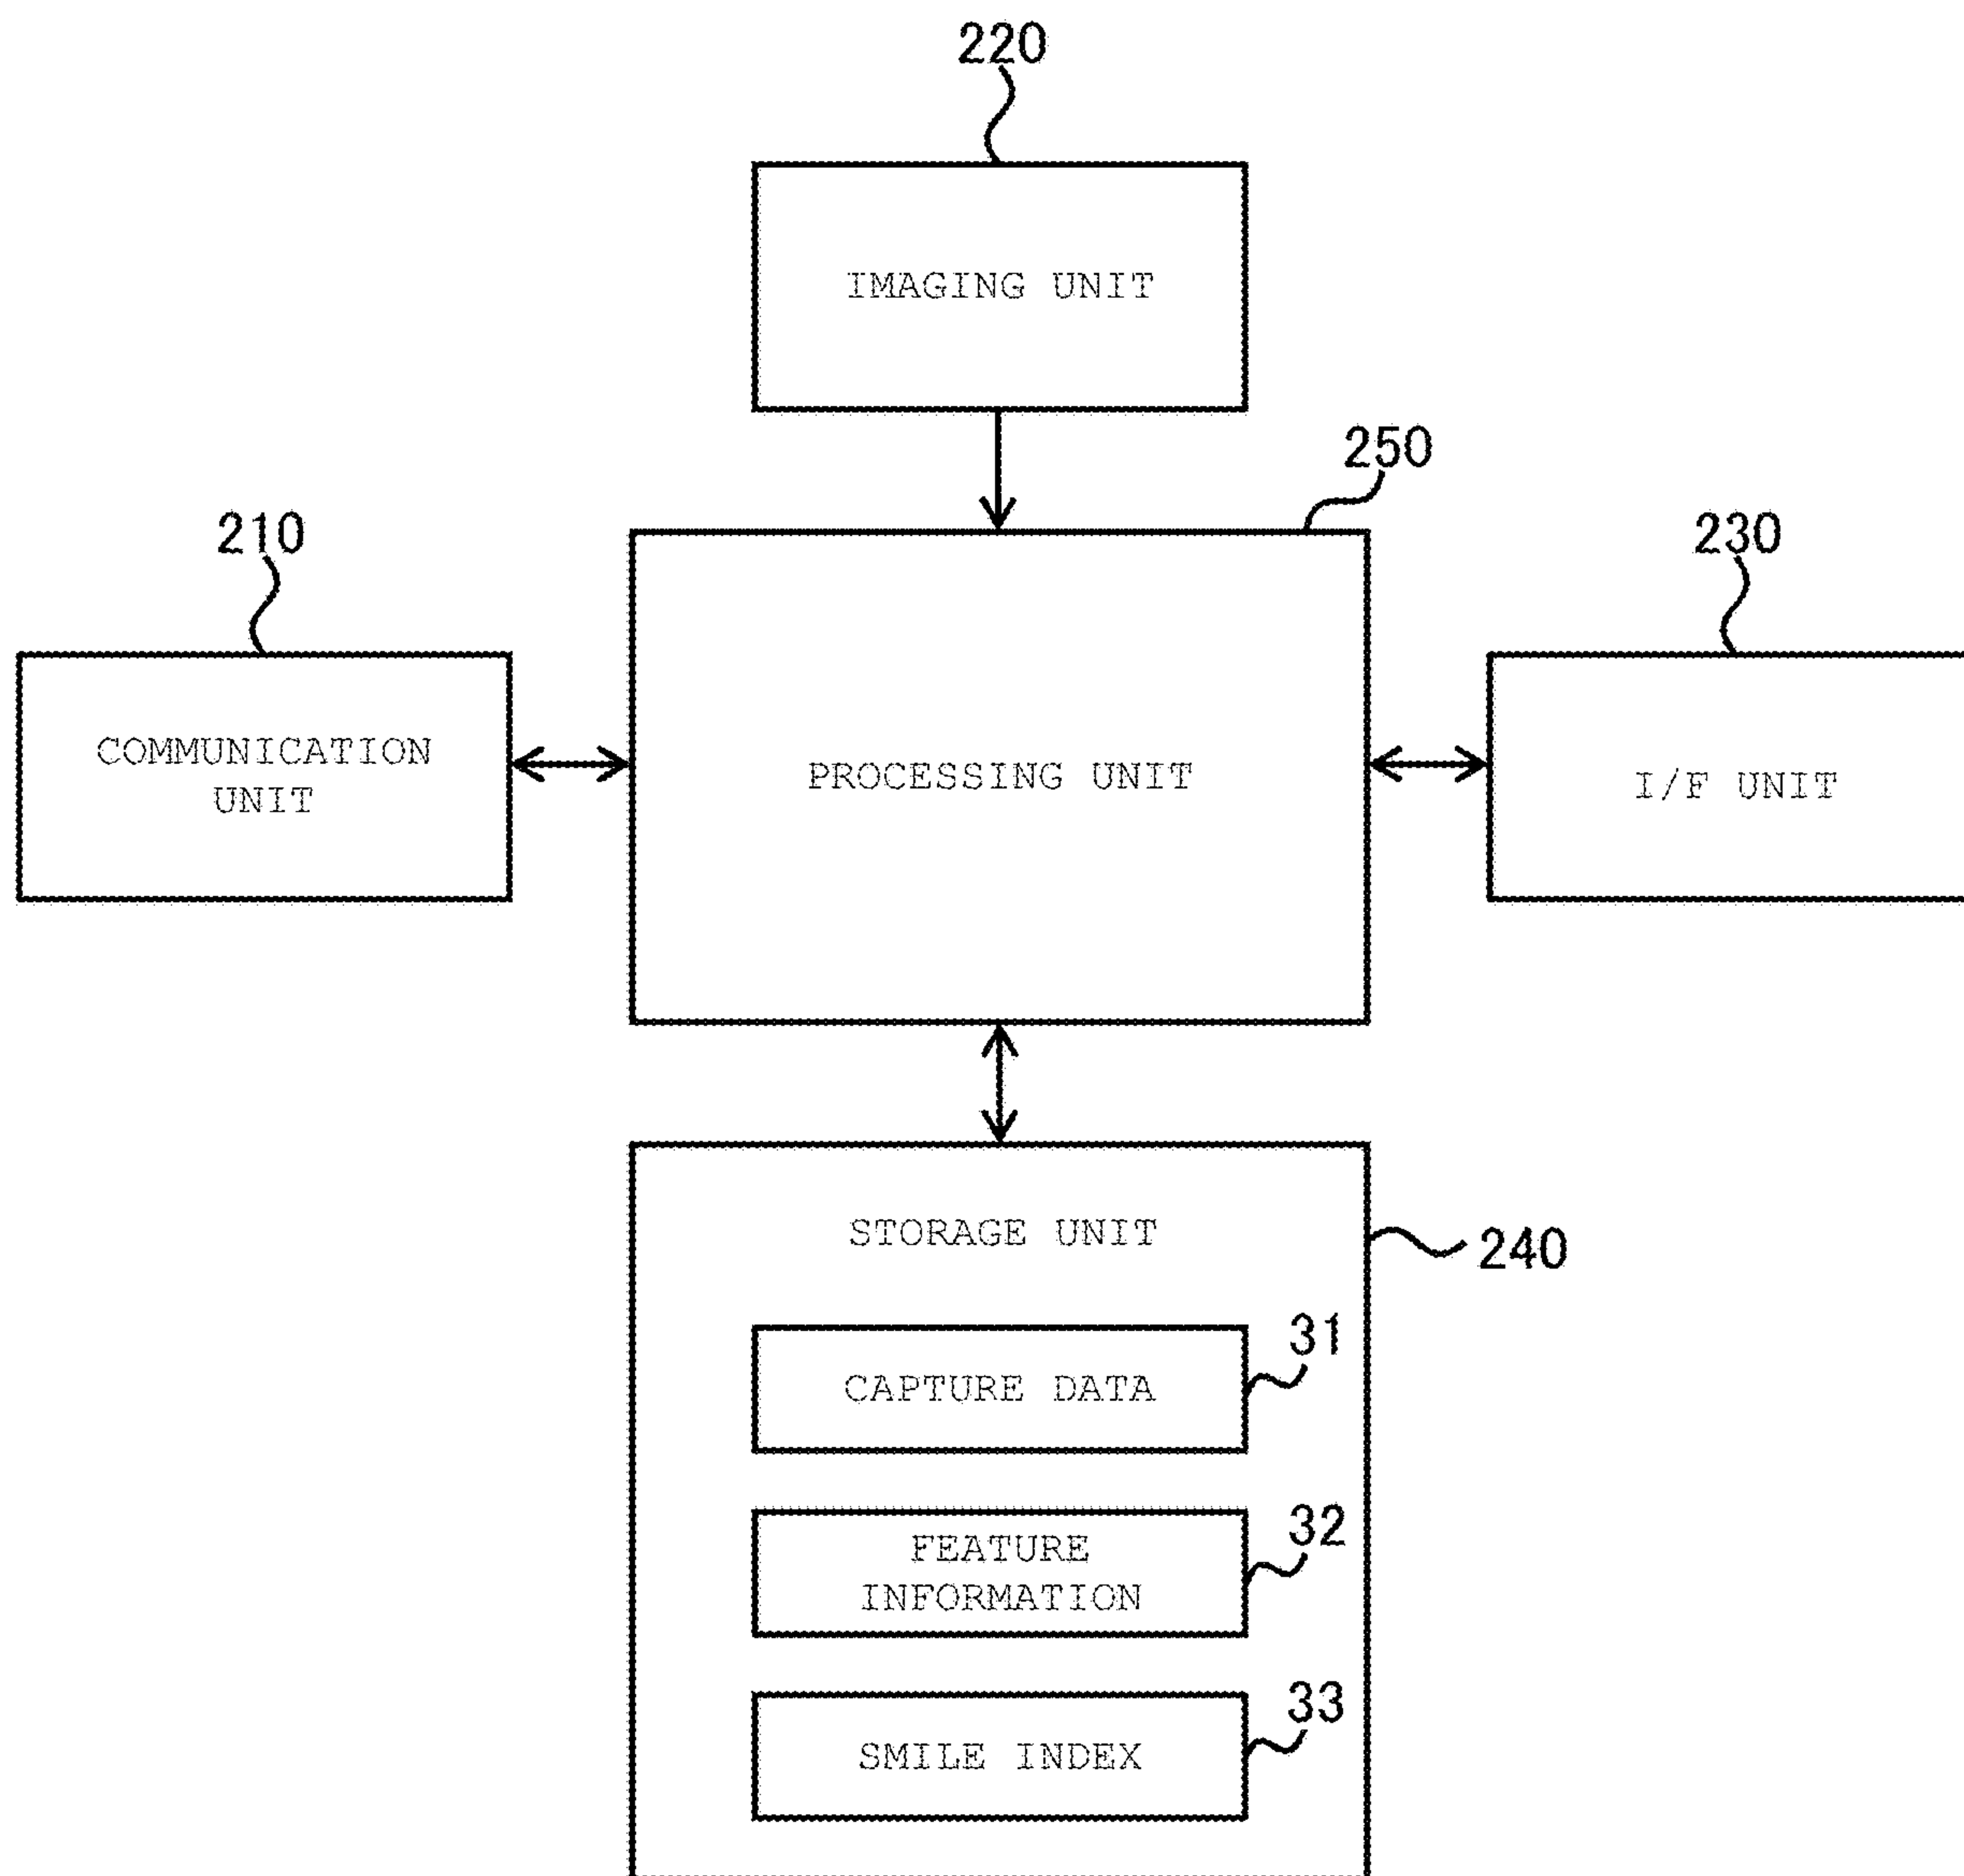 220
IMAGING UNIT
250
210
230
COMMUNICATION
UNIT
PROCESSING UNIT
I/F UNIT
STORAGE UNIT
240
31
CAPTURE DATA
32
FEATURE
INFORMATION
33
SMILE INDEX